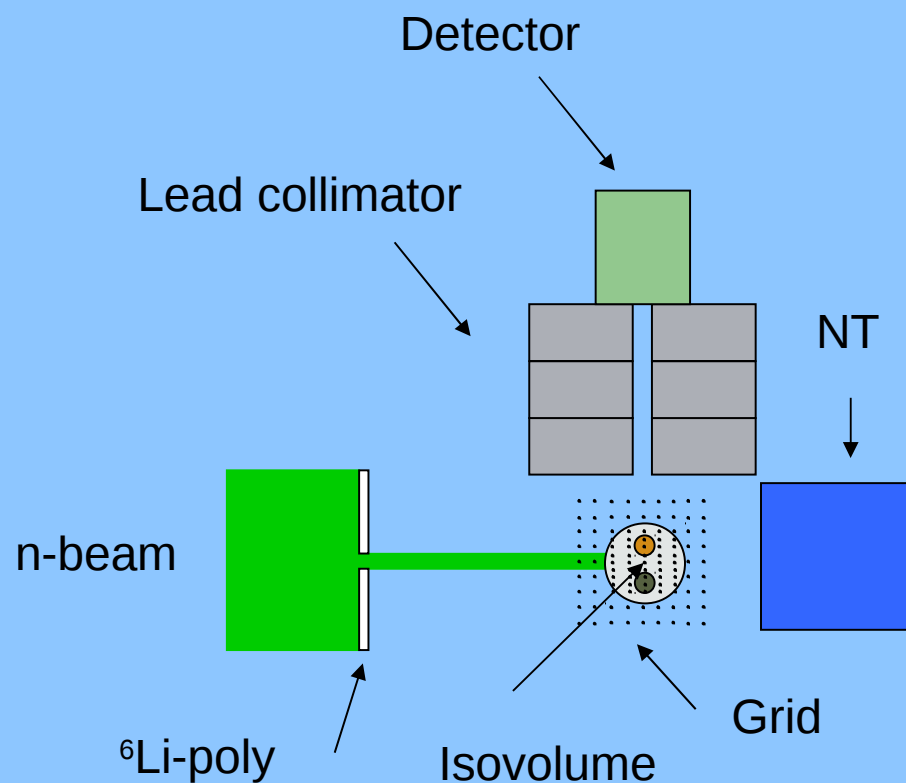 Detector
Lead collimator
NT
n-beam
Grid
⁶Li-poly
Isovolume